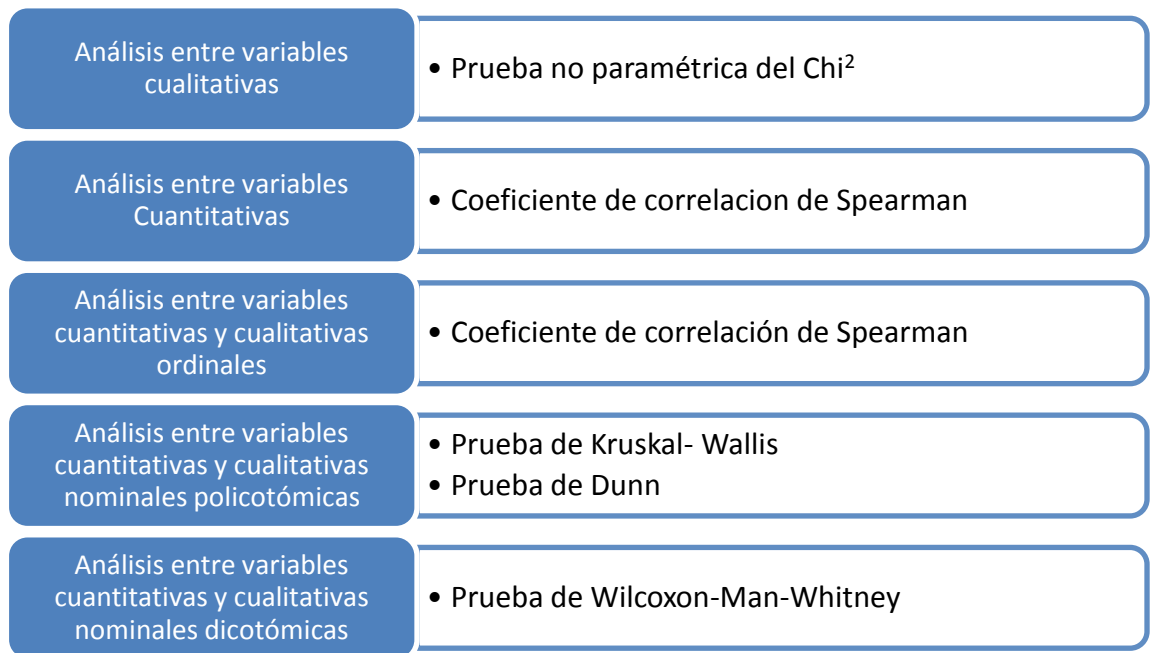 Análisis entre variables
cualitativas
• Prueba no paramétrica del Chi²
Análisis entre variables
Cuantitativas
• Coeficiente de correlacion de Spearman
Análisis entre variables
cuantitativas y cualitativas
ordinales
• Coeficiente de correlación de Spearman
Análisis entre variables
cuantitativas y cualitativas
nominales policotómicas
• Prueba de Kruskal- Wallis
• Prueba de Dunn
Análisis entre variables
cuantitativas y cualitativas
nominales dicotómicas
• Prueba de Wilcoxon-Man-Whitney